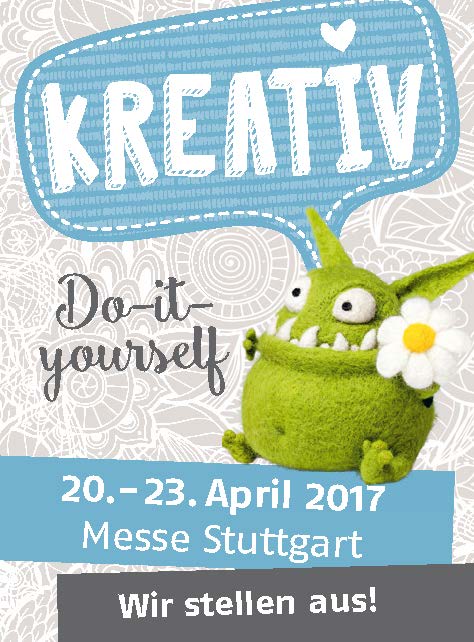 KREATIV
Do-it-
yourself
20.–23. April 2017
Messe Stuttgart
Wir stellen aus!